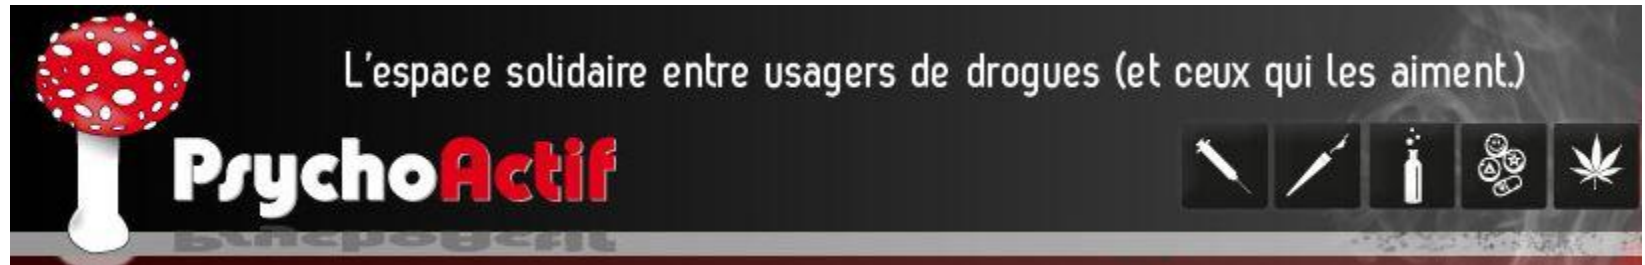 L'espace solidaire entre usagers de drogues (et ceux qui les aiment.)
PsychoActif